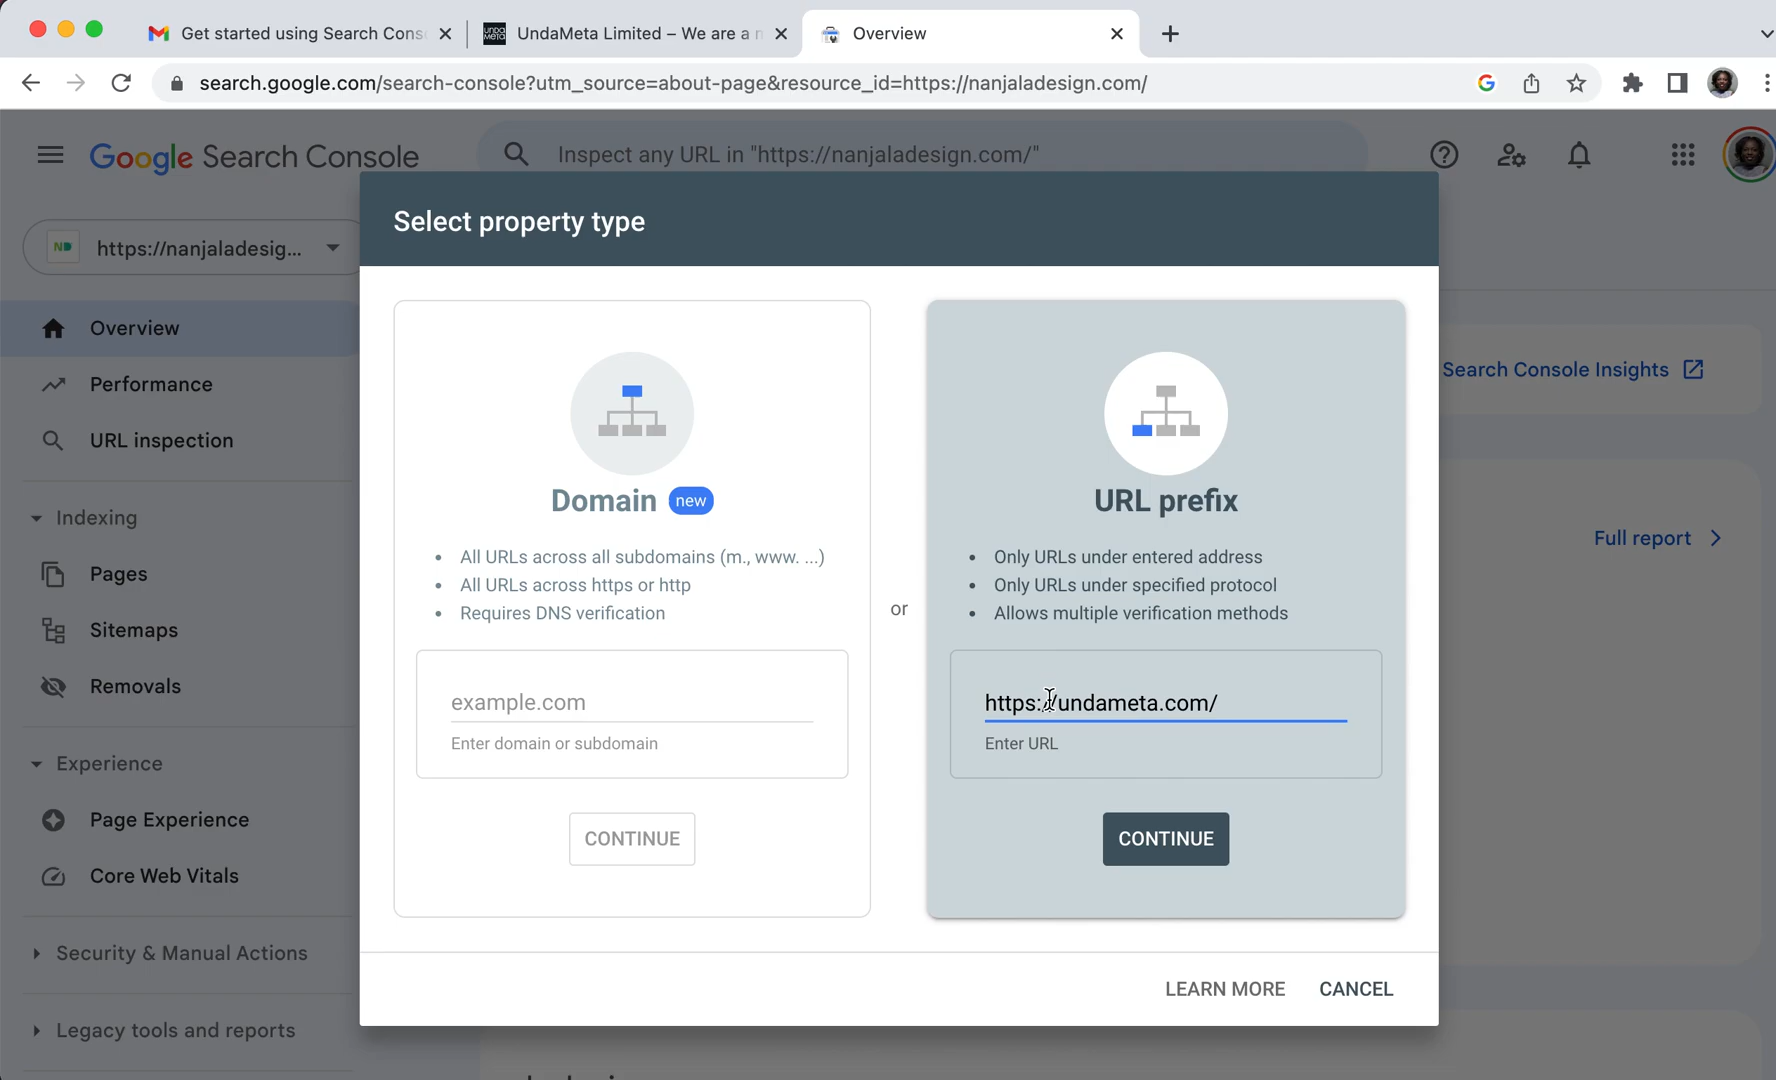 Get started using Search Cons
UndaMeta Limited – We are a
Overview
search.google.com/search-console?utm_source=about-page&resource_id=https://nanjaladesign.com/
Google Search Console
Inspect any URL in "https://nanjaladesign.com/"
Select property type
ND https://nanjaladesig...
Overview
Performance
URL inspection
Indexing
Pages
Sitemaps
Removals
Experience
Page Experience
Core Web Vitals
Security & Manual Actions
Legacy tools and reports
Domain new
All URLs across all subdomains (m., www. ...)
All URLs across https or http
Requires DNS verification
example.com
Enter domain or subdomain
CONTINUE
or
URL prefix
Only URLs under entered address
Only URLs under specified protocol
Allows multiple verification methods
https://undameta.com/
Enter URL
CONTINUE
LEARN MORE
CANCEL
Search Console Insights
Full report